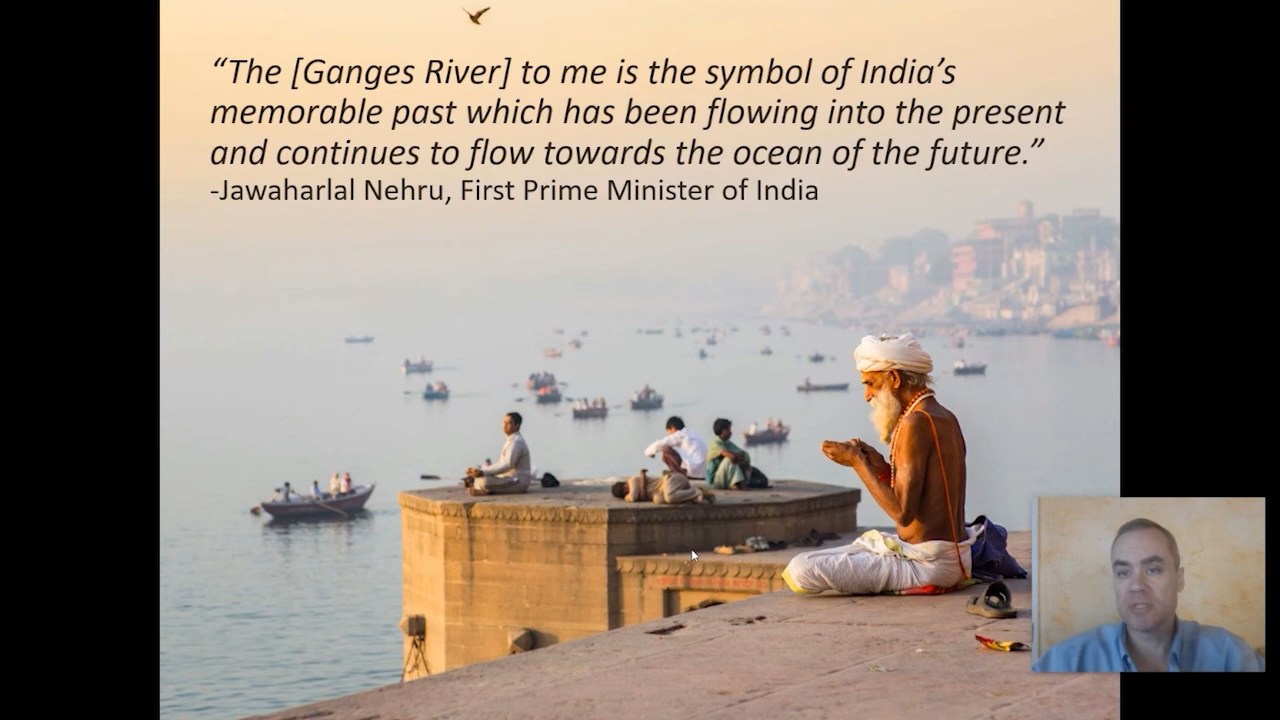 “The [Ganges River] to me is the symbol of India’s
memorable past which has been flowing into the present
and continues to flow towards the ocean of the future.”
-Jawaharlal Nehru, First Prime Minister of India